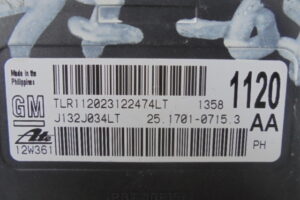 Made in the
Philippines
GM
TLR112023122474LT 1358
1120
J132J034LT 25.1701-0715.3
AA
Ate
12W361
PH